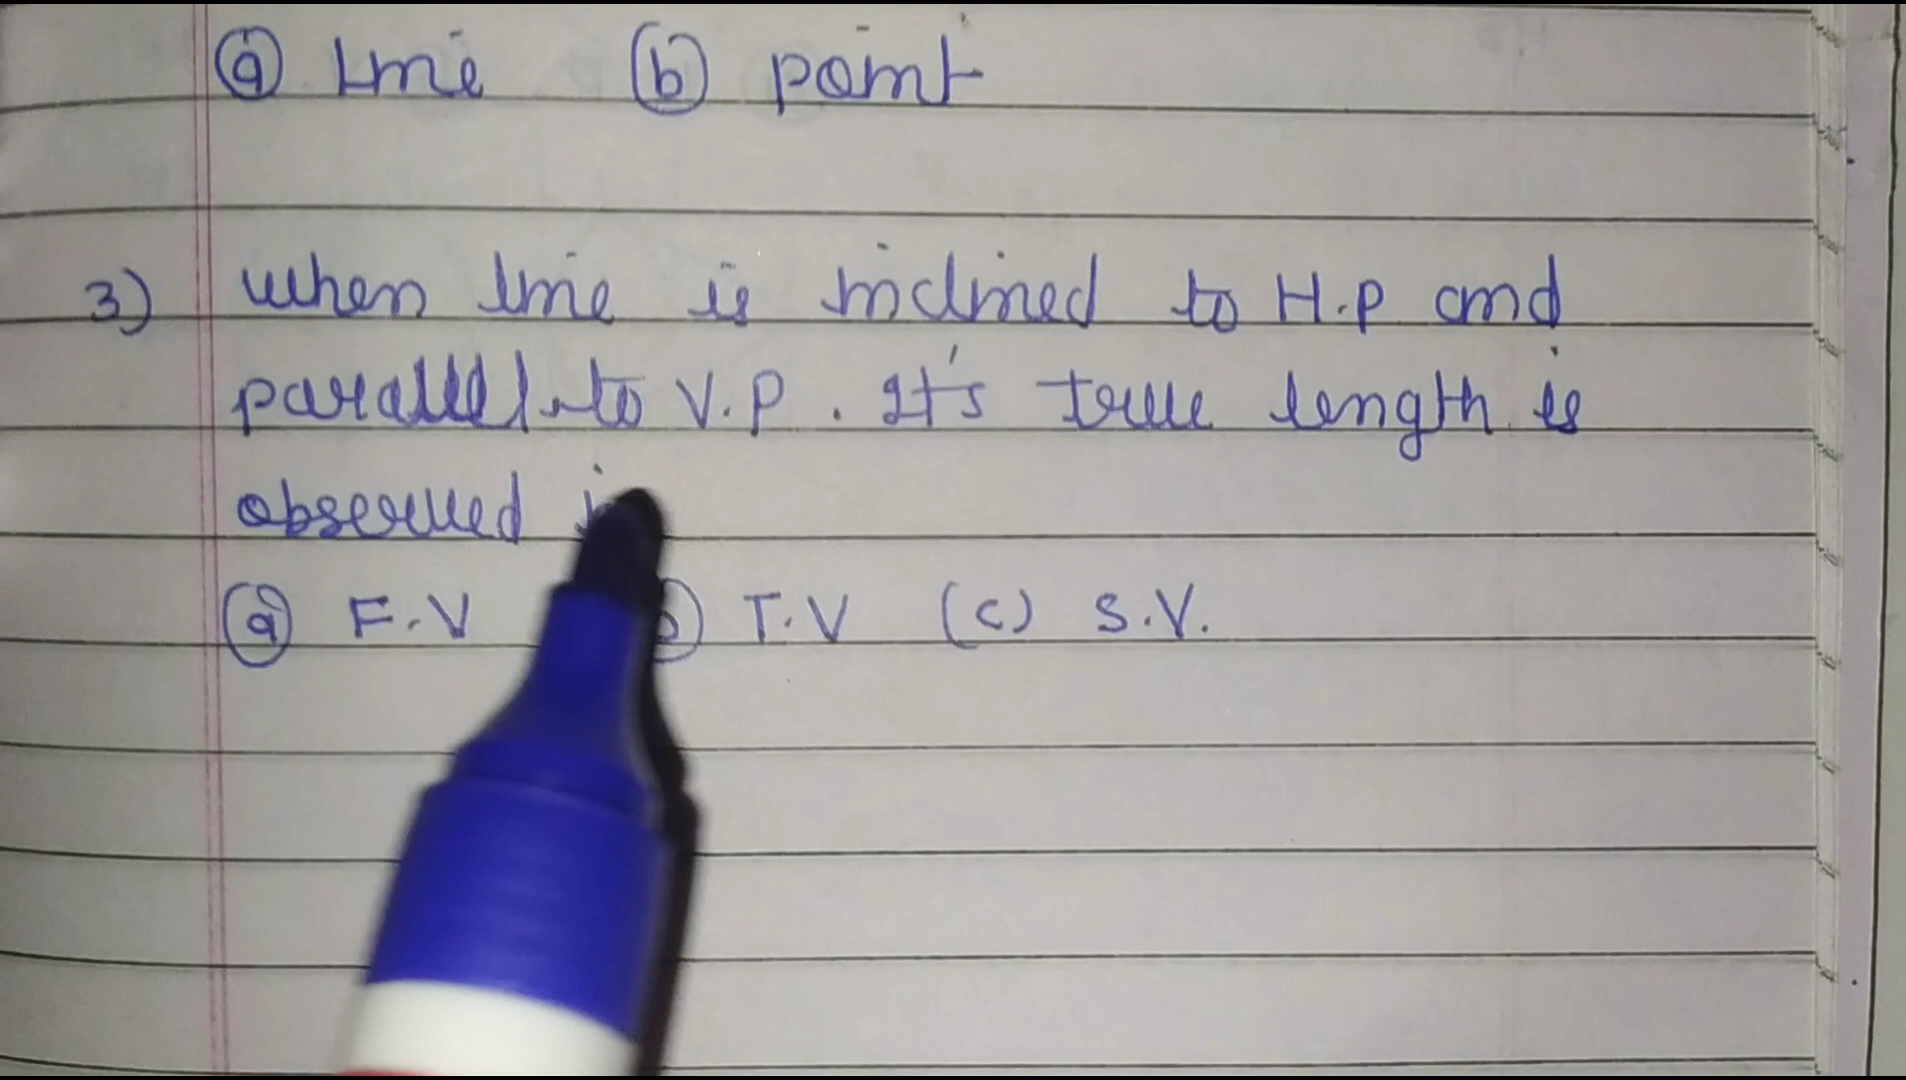 (a) Line (b) point
3) when line is inclined to H.P and
parallel to V.P. It's true length is
observed
(a) F.V (b) T.V (c) S.V.